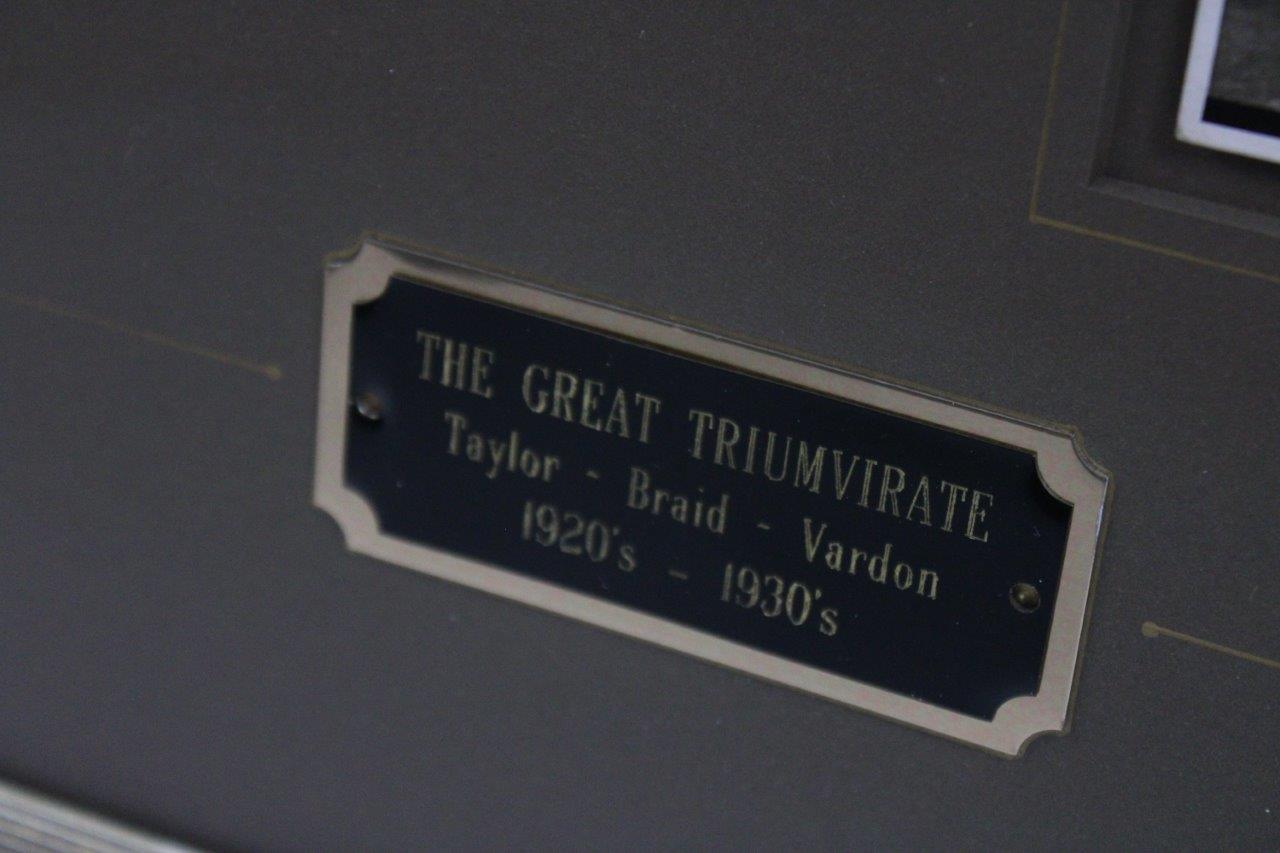 THE GREAT TRIUMVIRATE
Taylor - Braid - Vardon
1920's - 1930's